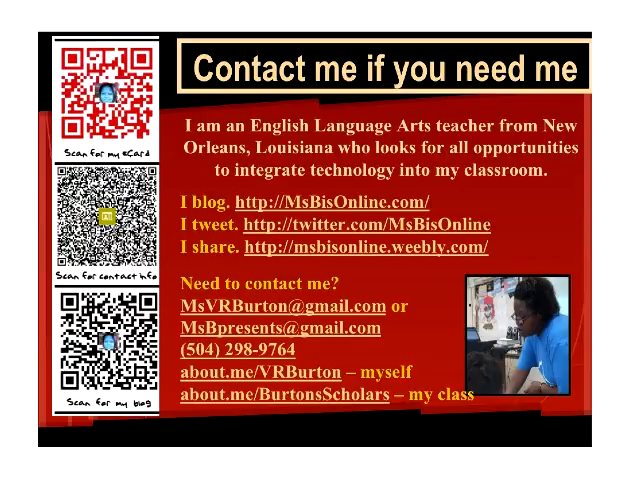 Contact me if you need me
Scan for my eCard
Scan for contact info
Scan for my blog
I am an English Language Arts teacher from New
Orleans, Louisiana who looks for all opportunities
to integrate technology into my classroom.
I blog. http://MsBisOnline.com/
I tweet. http://twitter.com/MsBisOnline
I share. http://msbisonline.weebly.com/
Need to contact me?
MsVRBurton@gmail.com or
MsBpresents@gmail.com
(504) 298-9764
about.me/VRBurton – myself
about.me/BurtonsScholars – my class